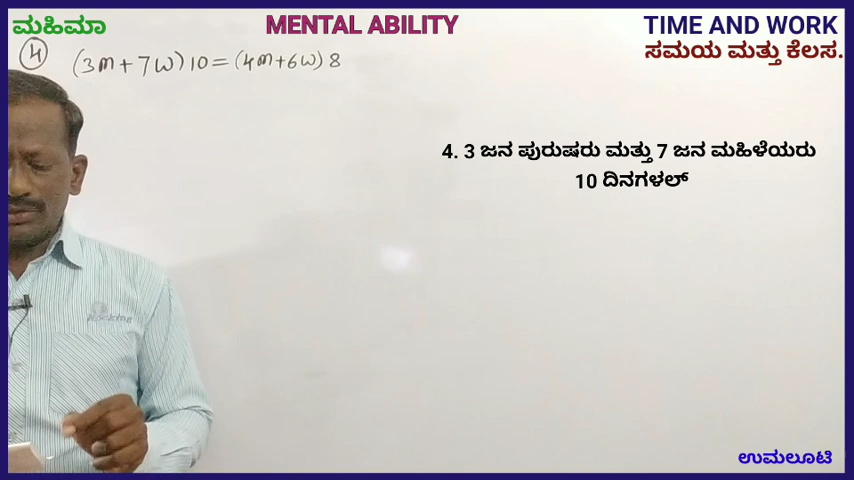 ಮಹಿಮಾ
MENTAL ABILITY
TIME AND WORK
ಸಮಯ ಮತ್ತು ಕೆಲಸ.
4 (3m+7w)10=(4m+6w)8
4. 3 ಜನ ಪುರುಷರು ಮತ್ತು 7 ಜನ ಮಹಿಳೆಯರು
10 ದಿನಗಳಲ್
ಉಮಲೂಟಿ